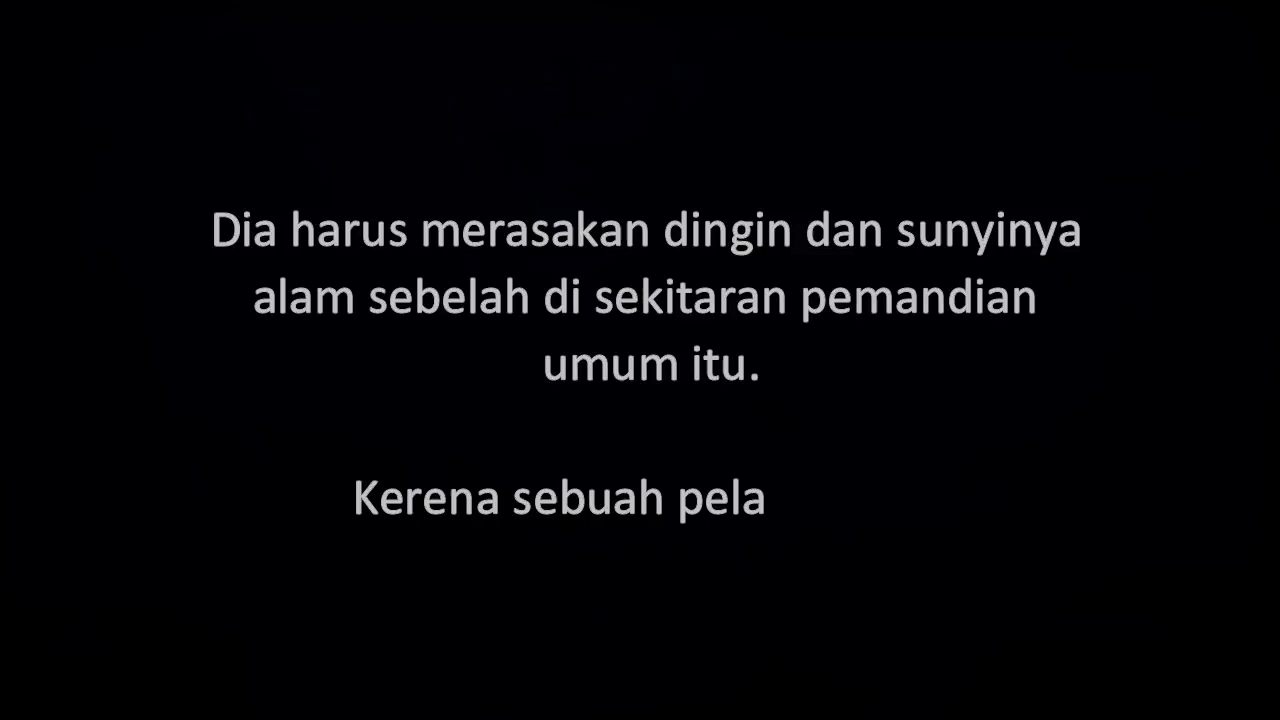 Dia harus merasakan dingin dan sunyinya
alam sebelah di sekitaran pemandian
umum itu.
Kerena sebuah pela